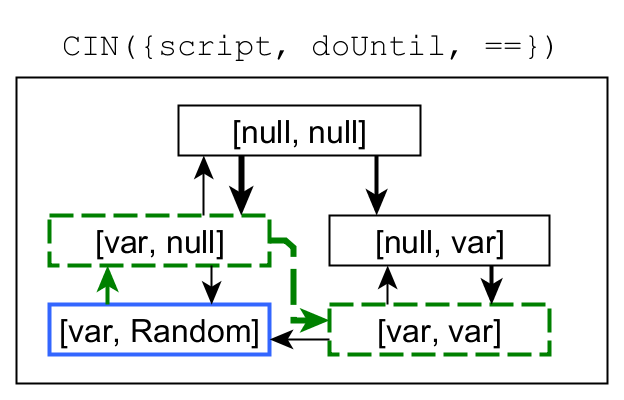 CIN({script, doUntil, ==})
[null, null]
[var, null]
[null, var]
[var, Random]
[var, var]